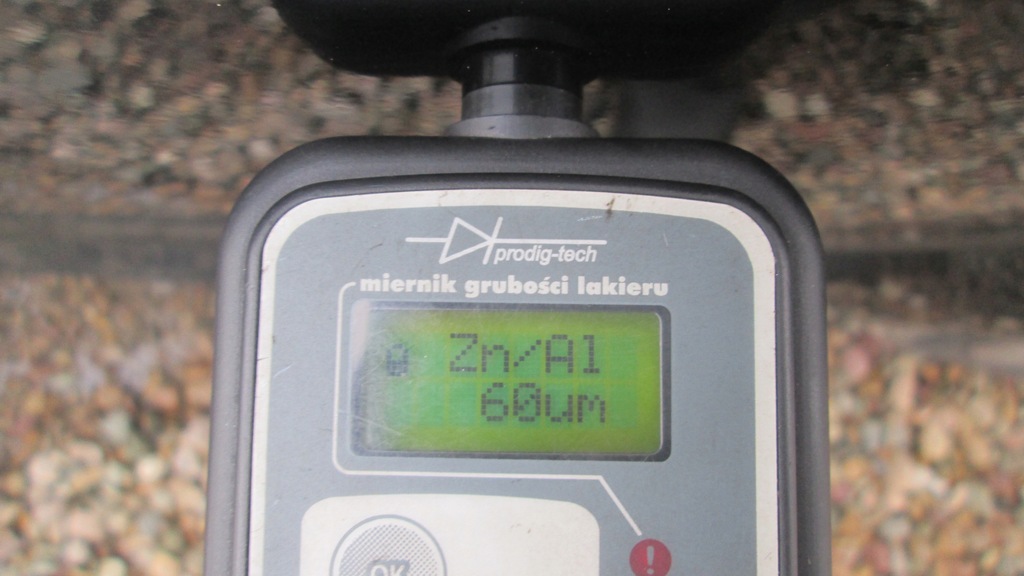 prodig-tech
miernik grubości lakieru
Zn/Al
60um
OK
!